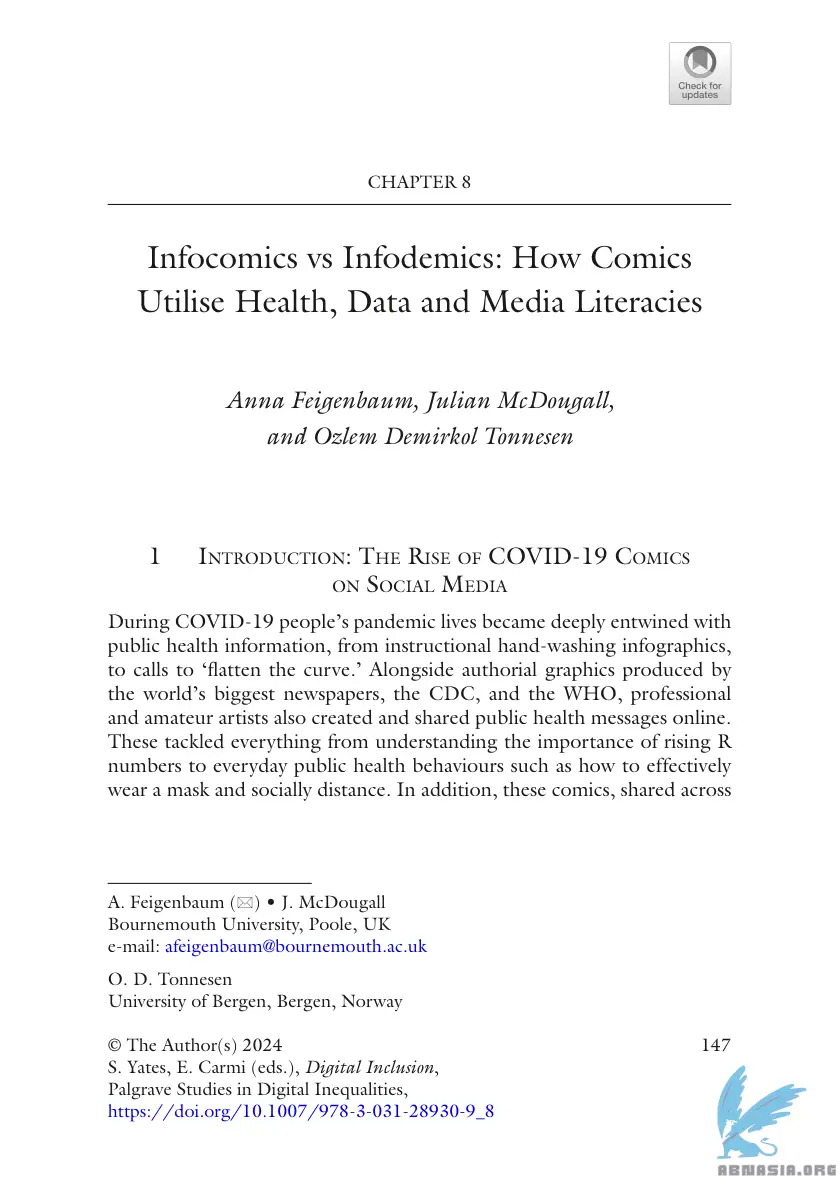 Check for
updates
CHAPTER 8
Infocomics vs Infodemics: How Comics
Utilise Health, Data and Media Literacies
Anna Feigenbaum, Julian McDougall,
and Ozlem Demirkol Tonnesen
1 Introduction: The Rise of COVID-19 Comics
on Social Media
During COVID-19 people’s pandemic lives became deeply entwined with
public health information, from instructional hand-washing infographics,
to calls to ‘flatten the curve.’ Alongside authorial graphics produced by
the world’s biggest newspapers, the CDC, and the WHO, professional
and amateur artists also created and shared public health messages online.
These tackled everything from understanding the importance of rising R
numbers to everyday public health behaviours such as how to effectively
wear a mask and socially distance. In addition, these comics, shared across
A. Feigenbaum (✉) • J. McDougall
Bournemouth University, Poole, UK
e-mail: afeigenbaum@bournemouth.ac.uk
O. D. Tonnesen
University of Bergen, Bergen, Norway
© The Author(s) 2024 147
S. Yates, E. Carmi (eds.), Digital Inclusion,
Palgrave Studies in Digital Inequalities,
https://doi.org/10.1007/978-3-031-28930-9_8
ABNASIA.ORG